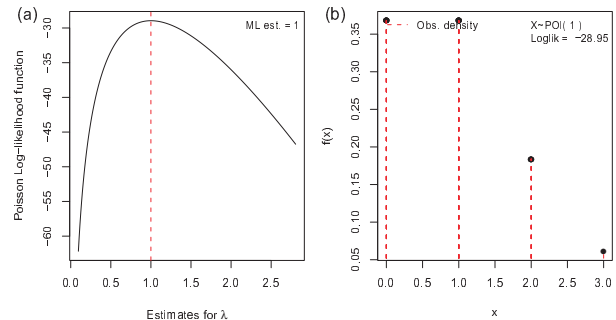 (a)
ML est. = 1
Poisson Log−likelihood function
−30
−35
−40
−45
−50
−55
−60
0.0 0.5 1.0 1.5 2.0 2.5
Estimates for λ
(b)
Obs. density
X~POI( 1 )
Loglik = −28.95
f(x)
0.35
0.30
0.20
0.15
0.10
0.05
0.0 0.5 1.0 1.5 2.0 2.5 3.0
x